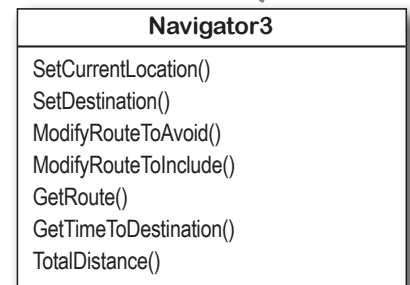 Navigator3
SetCurrentLocation()
SetDestination()
ModifyRouteToAvoid()
ModifyRouteToInclude()
GetRoute()
GetTimeToDestination()
TotalDistance()